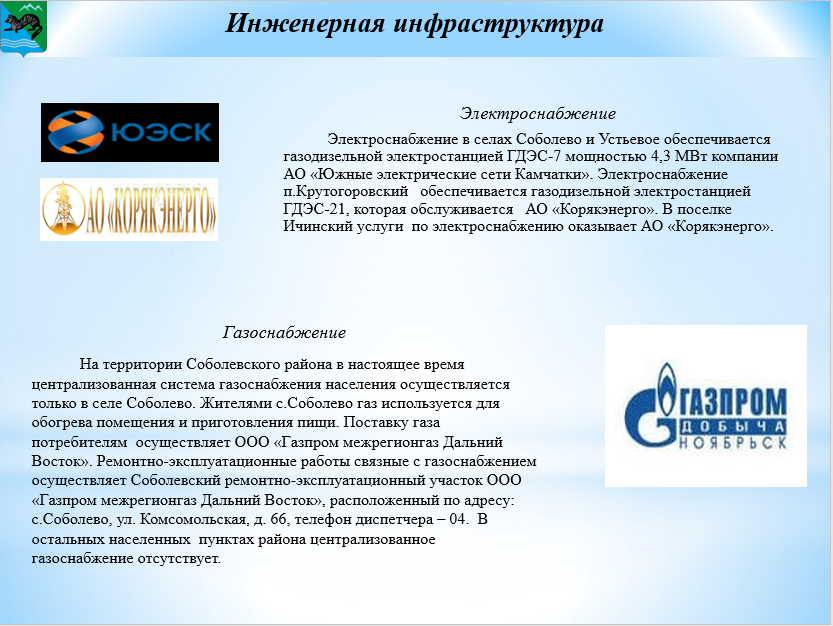 Инженерная инфраструктура
ЮЭСК
АО «КОРЯКЭНЕРГО»
Электроснабжение
Электроснабжение в селах Соболево и Устьевое обеспечивается
газодизельной электростанцией ГДЭС-7 мощностью 4,3 МВт компании
АО «Южные электрические сети Камчатки». Электроснабжение
п.Крутогоровский обеспечивается газодизельной электростанцией
ГДЭС-21, которая обслуживается АО «Корякэнерго». В поселке
Ичинский услуги по электроснабжению оказывает АО «Корякэнерго».
Газоснабжение
На территории Соболевского района в настоящее время
централизованная система газоснабжения населения осуществляется
только в селе Соболево. Жителями с.Соболево газ используется для
обогрева помещения и приготовления пищи. Поставку газа
потребителям осуществляет ООО «Газпром межрегионгаз Дальний
Восток». Ремонтно-эксплуатационные работы связные с газоснабжением
осуществляет Соболевский ремонтно-эксплуатационный участок ООО
«Газпром межрегионгаз Дальний Восток», расположенный по адресу:
с.Соболево, ул. Комсомольская, д. 66, телефон диспетчера – 04. В
остальных населенных пунктах района централизованное
газоснабжение отсутствует.
ГАЗПРОМ
ДОБЫЧА
НОЯБРЬСК